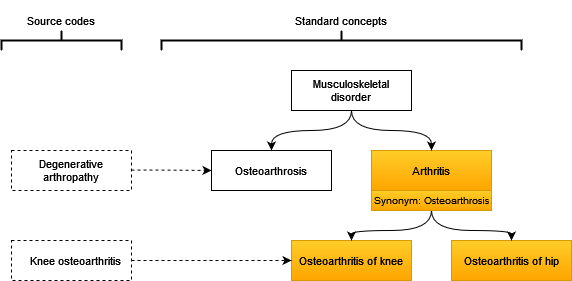 Source codes
Standard concepts
Musculoskeletal
disorder
Degenerative
arthropathy
Osteoarthrosis
Arthritis
Synonym: Osteoarthrosis
Knee osteoarthritis
Osteoarthritis of knee
Osteoarthritis of hip